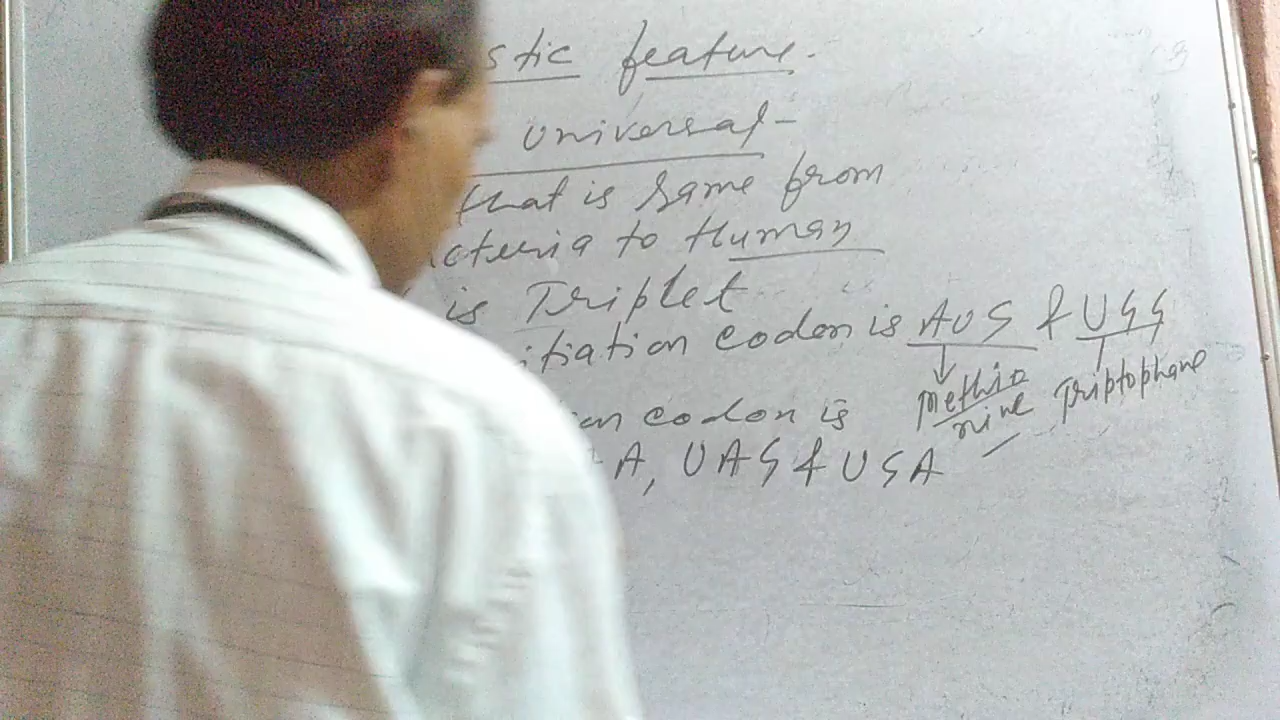 stic feature.
Universal -
that is same from
cteria to Human
is Triplet
itiation codon is AUG & UGG
Methio
nine
Triptophane
on codon is
A, UAG & UGA